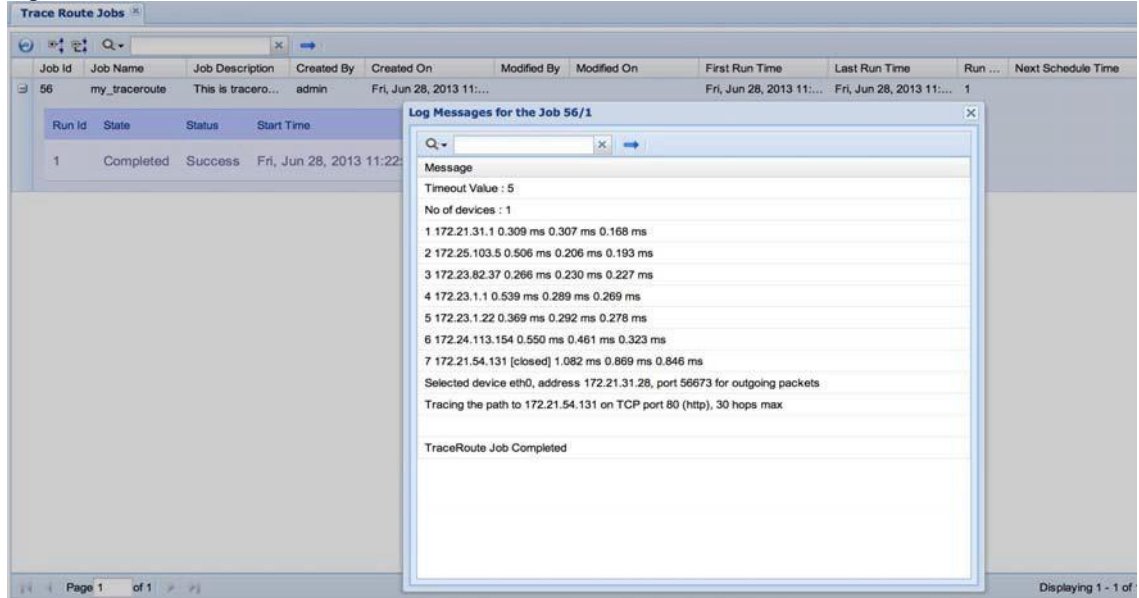 Trace Route Jobs
Job Id Job Name Job Description Created By Created On Modified By Modified On First Run Time Last Run Time Run ... Next Schedule Time
56 my_traceroute This is tracero... admin Fri, Jun 28, 2013 11:... Fri, Jun 28, 2013 11:... Fri, Jun 28, 2013 11:... 1
Log Messages for the Job 56/1
Run Id State Status Start Time
1 Completed Success Fri, Jun 28, 2013 11:22:
Message
Timeout Value : 5
No of devices : 1
1 172.21.31.1 0.309 ms 0.307 ms 0.168 ms
2 172.25.103.5 0.506 ms 0.206 ms 0.193 ms
3 172.23.82.37 0.266 ms 0.230 ms 0.227 ms
4 172.23.1.1 0.539 ms 0.289 ms 0.269 ms
5 172.23.1.22 0.369 ms 0.292 ms 0.278 ms
6 172.24.113.154 0.550 ms 0.461 ms 0.323 ms
7 172.21.54.131 [closed] 1.082 ms 0.869 ms 0.846 ms
Selected device eth0, address 172.21.31.28, port 56673 for outgoing packets
Tracing the path to 172.21.54.131 on TCP port 80 (http), 30 hops max
TraceRoute Job Completed
Page 1 of 1 Displaying 1 - 1 of